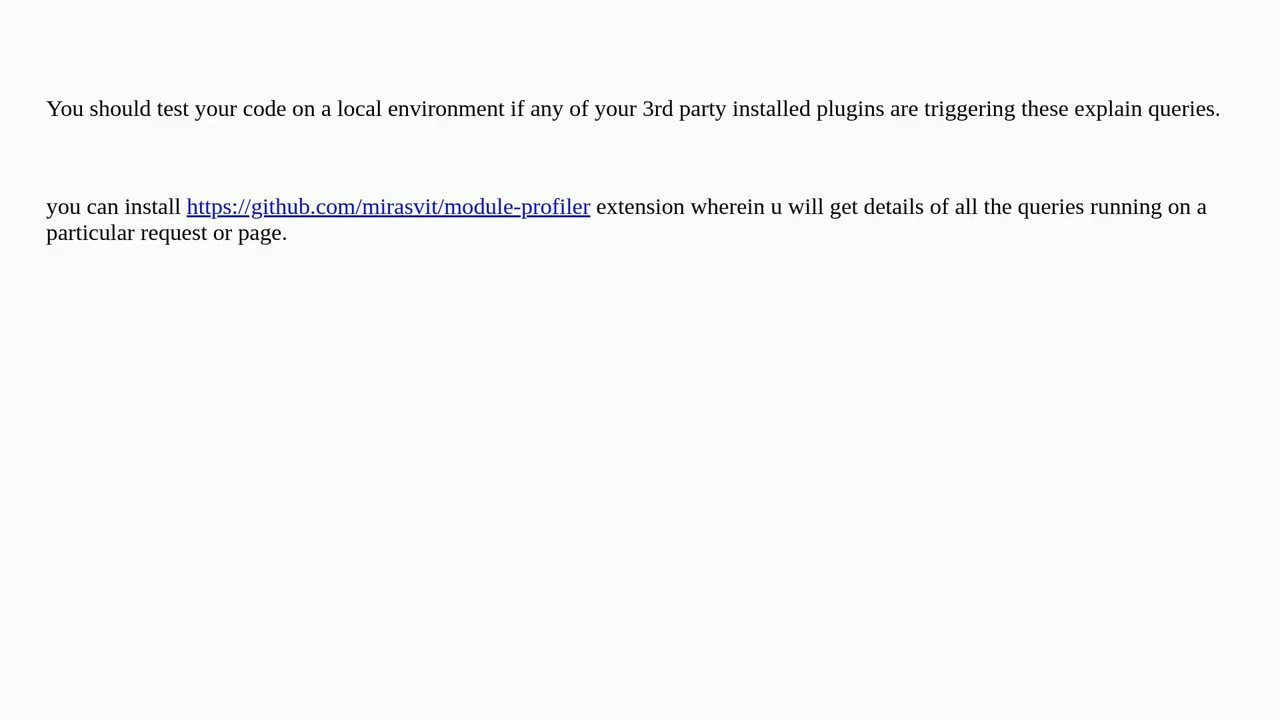 You should test your code on a local environment if any of your 3rd party installed plugins are triggering these explain queries.
you can install https://github.com/mirasvit/module-profiler extension wherein u will get details of all the queries running on a
particular request or page.